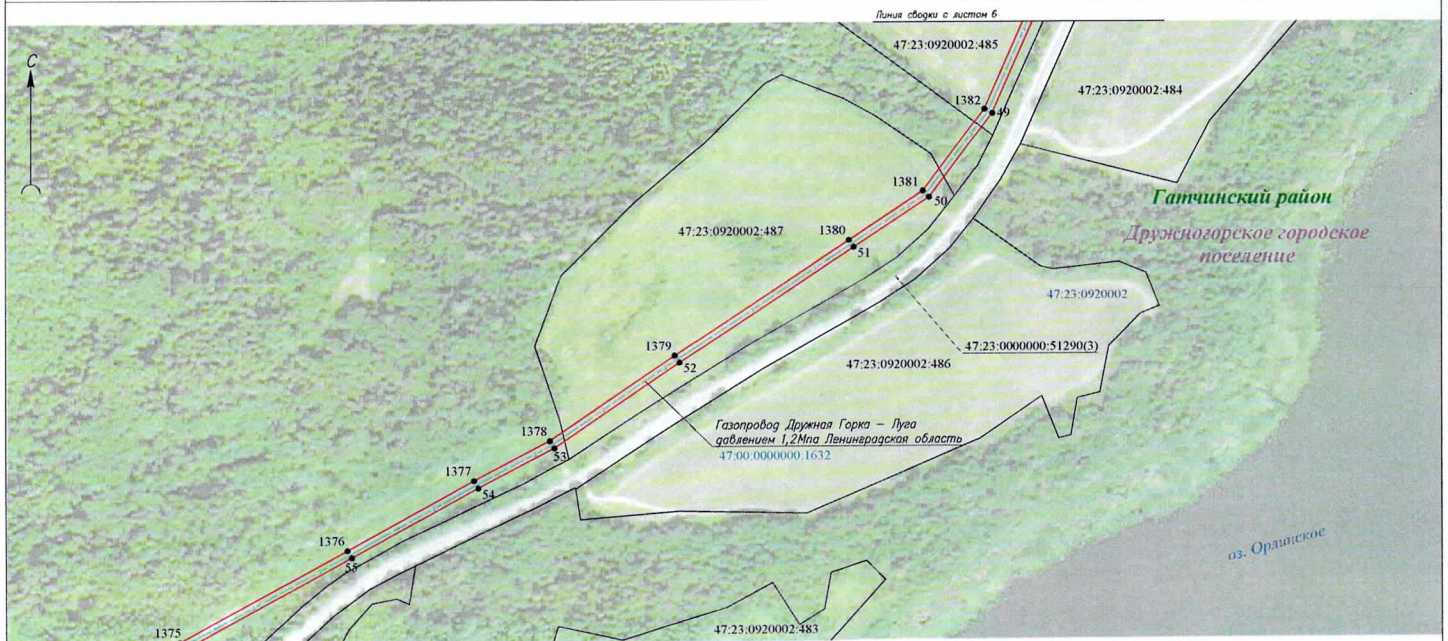 Линия сводки с листом 6
С
47:23:0920002:485
47:23:0920002:484
1382
49
1381
50
Гатчинский район
Дружногорское городское
поселение
47:23:0920002:487
1380
51
47:23:0920002
47:23:0000000:51290(3)
1379
52
47:23:0920002:486
Газопровод Дружная Горка – Луга
давлением 1,2Мпа Ленинградская область
47:00:0000000:1632
1378
53
1377
54
1376
55
оз. Орлинское
1375
47:23:0920002:483